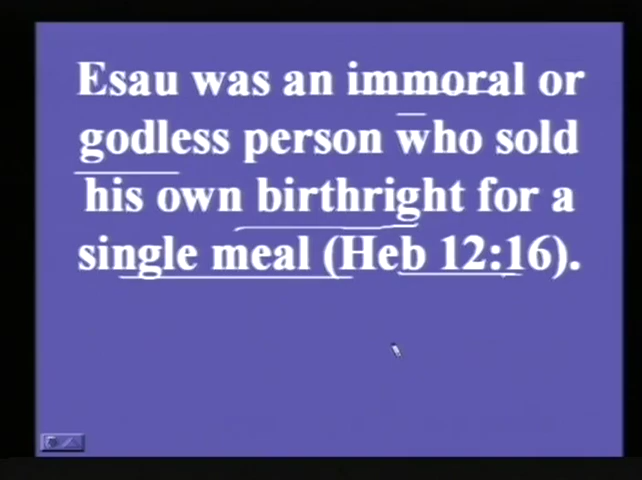 Esau was an immoral or
godless person who sold
his own birthright for a
single meal (Heb 12:16).